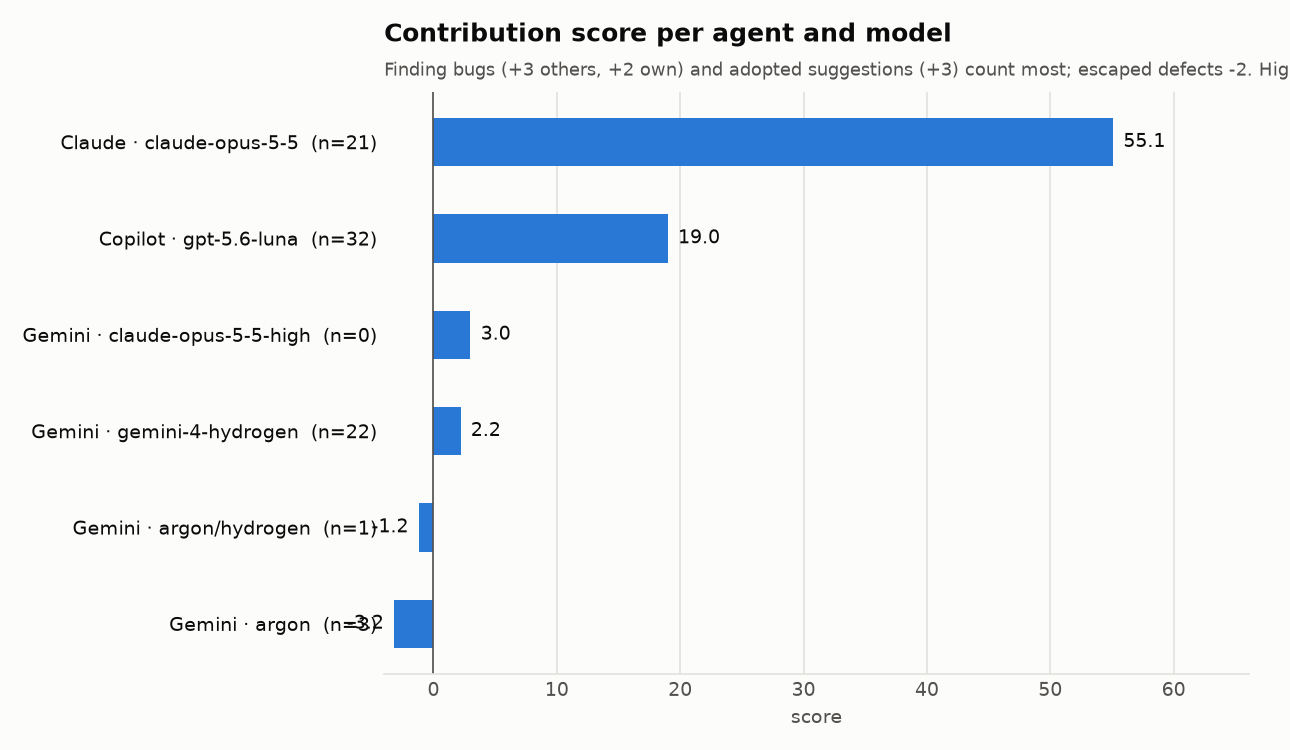 Contribution score per agent and model
Finding bugs (+3 others, +2 own) and adopted suggestions (+3) count most; escaped defects -2. Hig
Claude · claude-opus-5-5 (n=21)
55.1
Copilot · gpt-5.6-luna (n=32)
19.0
Gemini · claude-opus-5-5-high (n=0)
3.0
Gemini · gemini-4-hydrogen (n=22)
2.2
Gemini · argon/hydrogen (n=1)
-1.2
Gemini · argon (n=3)
-3.2
0 10 20 30 40 50 60
score